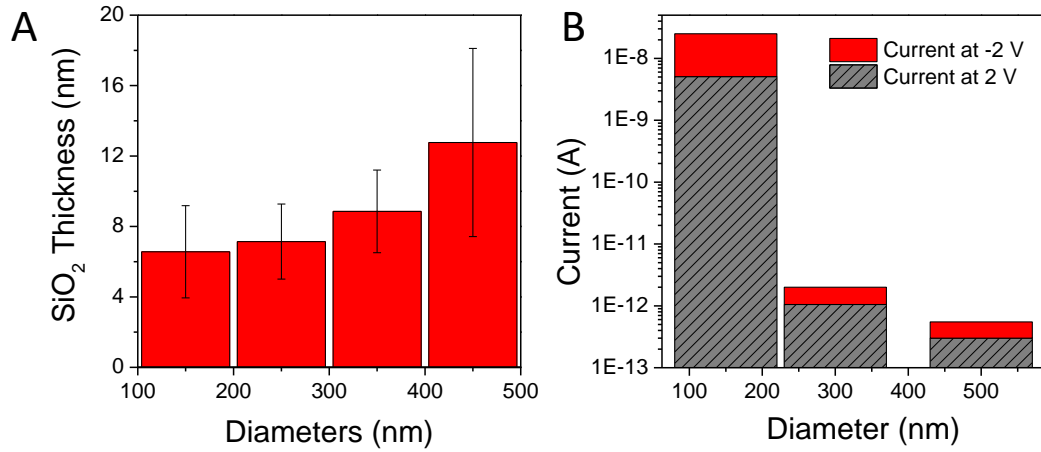 A
SiO2 Thickness (nm)
20
16
12
8
4
0
100 200 300 400 500
Diameters (nm)
B
Current at -2 V
Current at 2 V
Current (A)
1E-8
1E-9
1E-10
1E-11
1E-12
1E-13
100 200 300 400 500
Diameter (nm)